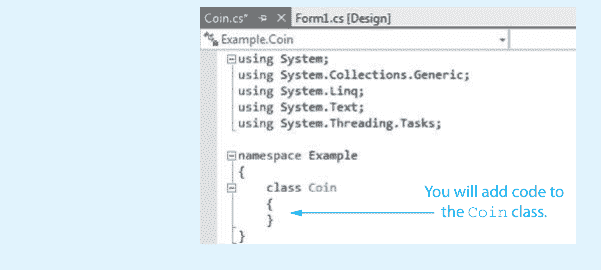 Coin.cs* Form1.cs [Design]
Example.Coin
using System;
using System.Collections.Generic;
using System.Linq;
using System.Text;
using System.Threading.Tasks;
namespace Example
{
class Coin
{
}
}
You will add code to
the Coin class.